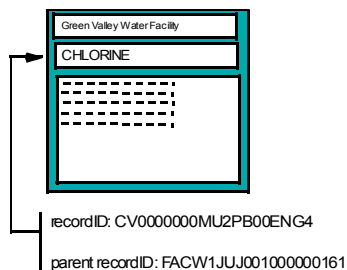 Green Valley Water Facility
CHLORINE
recordID: CV0000000MU2PB00ENG4
parent recordID: FACW1JUJ001000000161